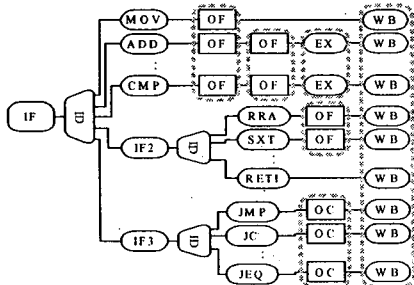 MOV OF WB
ADD OF OF EX WB
CMP OF OF EX WB
IF ID
RRA OF WB
IF2 ID SXT OF WB
RETI WB
JMP OC WB
IF3 ID JC OC WB
JEQ OC WB